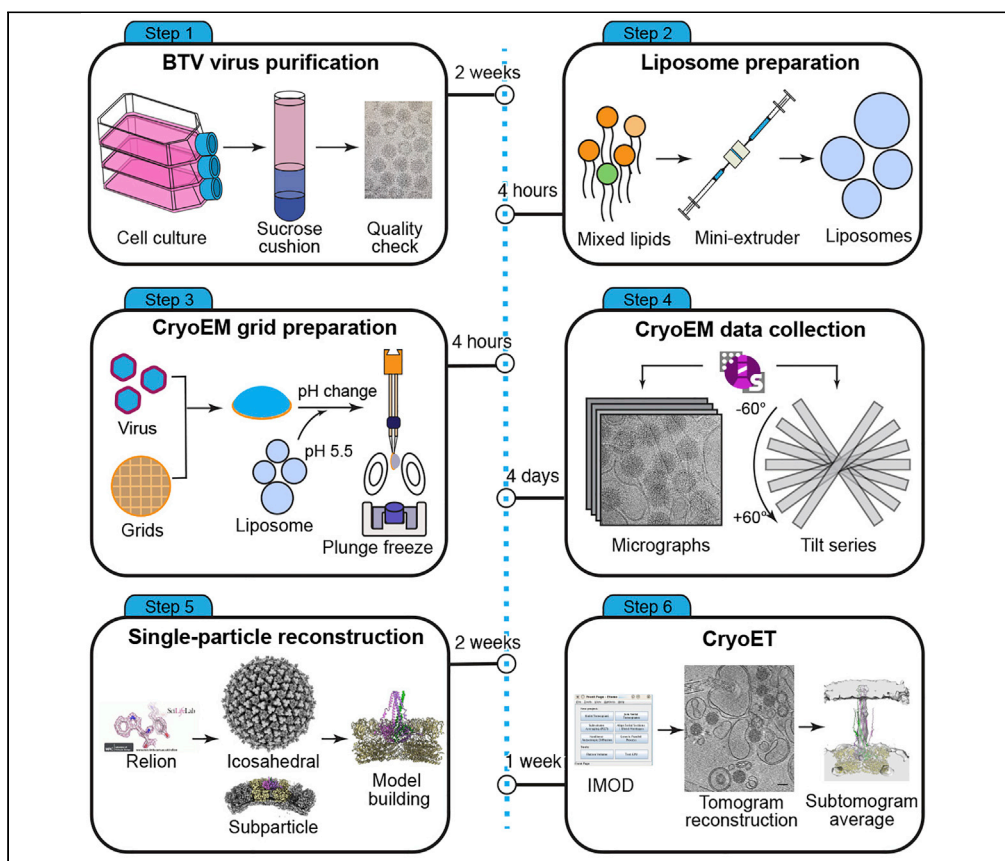 Step 1
BTV virus purification
Cell culture
Sucrose
cushion
Quality
check
2 weeks
Step 2
Liposome preparation
Mixed lipids
Mini-extruder
Liposomes
4 hours
Step 3
CryoEM grid preparation
Virus
Grids
pH change
pH 5.5
Liposome
Plunge freeze
4 hours
Step 4
CryoEM data collection
S
-60°
+60°
Micrographs
Tilt series
4 days
Step 5
Single-particle reconstruction
SciLifeLab
Relion
Icosahedral
Subparticle
Model
building
2 weeks
Step 6
CryoET
IMOD
Tomogram
reconstruction
Subtomogram
average
1 week